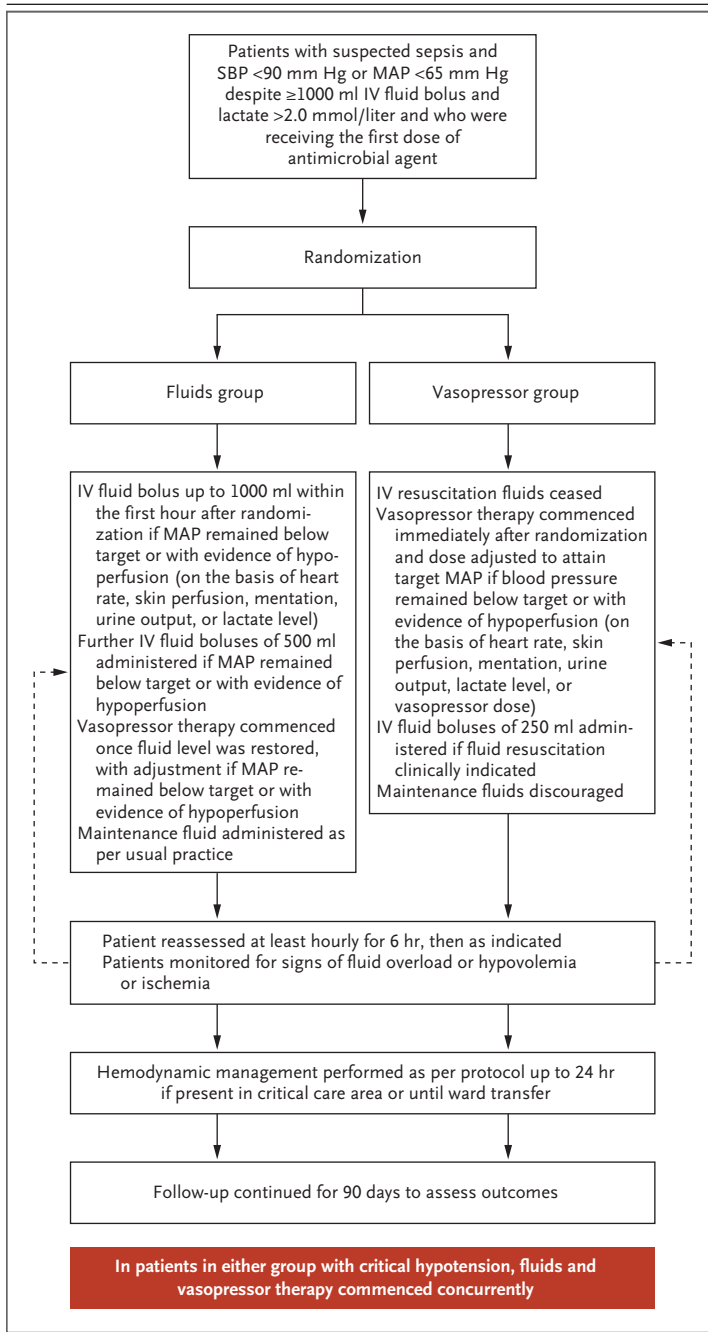 Patients with suspected sepsis and
SBP <90 mm Hg or MAP <65 mm Hg
despite ≥1000 ml IV fluid bolus and
lactate >2.0 mmol/liter and who were
receiving the first dose of
antimicrobial agent
Randomization
Fluids group
Vasopressor group
IV fluid bolus up to 1000 ml within
the first hour after randomi-
zation if MAP remained below
target or with evidence of hypo-
perfusion (on the basis of heart
rate, skin perfusion, mentation,
urine output, or lactate level)
Further IV fluid boluses of 500 ml
administered if MAP remained
below target or with evidence of
hypoperfusion
Vasopressor therapy commenced
once fluid level was restored,
with adjustment if MAP re-
mained below target or with
evidence of hypoperfusion
Maintenance fluid administered as
per usual practice
IV resuscitation fluids ceased
Vasopressor therapy commenced
immediately after randomization
and dose adjusted to attain
target MAP if blood pressure
remained below target or with
evidence of hypoperfusion (on
the basis of heart rate, skin
perfusion, mentation, urine
output, lactate level, or
vasopressor dose)
IV fluid boluses of 250 ml admin-
istered if fluid resuscitation
clinically indicated
Maintenance fluids discouraged
Patient reassessed at least hourly for 6 hr, then as indicated
Patients monitored for signs of fluid overload or hypovolemia
or ischemia
Hemodynamic management performed as per protocol up to 24 hr
if present in critical care area or until ward transfer
Follow-up continued for 90 days to assess outcomes
In patients in either group with critical hypotension, fluids and
vasopressor therapy commenced concurrently